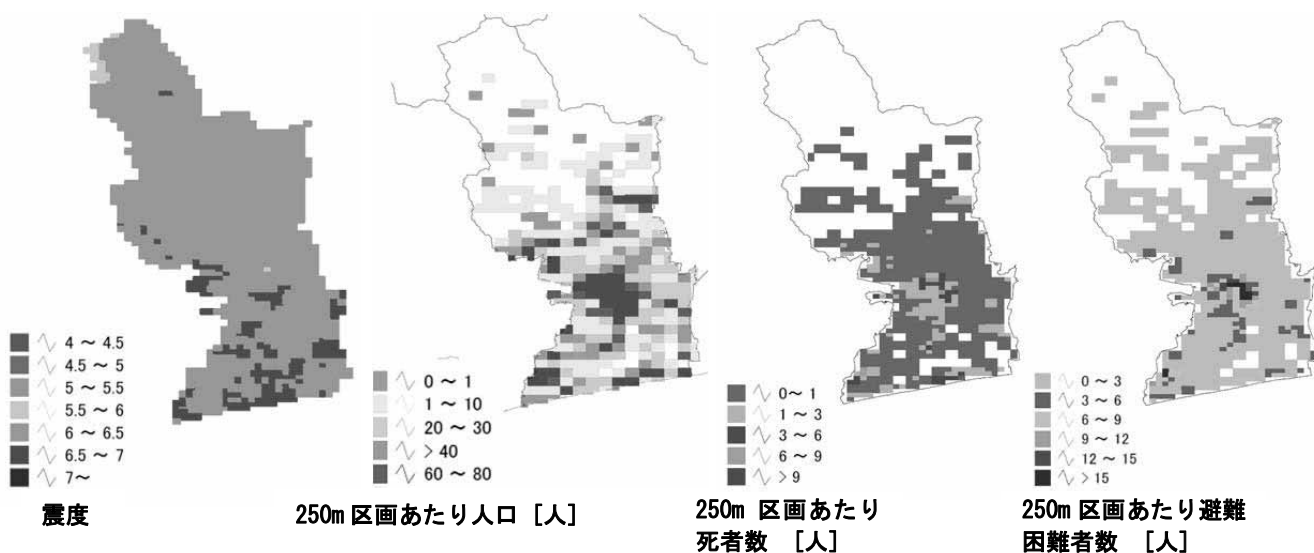 4 ～ 4.5
4.5 ～ 5
5 ～ 5.5
5.5 ～ 6
6 ～ 6.5
6.5 ～ 7
7～
震度
0 ～ 1
1 ～ 10
20 ～ 30
> 40
60 ～ 80
250m 区画あたり人口 [人]
0～ 1
1 ～ 3
3 ～ 6
6 ～ 9
> 9
250m 区画あたり
死者数 [人]
0 ～ 3
3 ～ 6
6 ～ 9
9 ～ 12
12 ～ 15
> 15
250m 区画あたり避難
困難者数 [人]